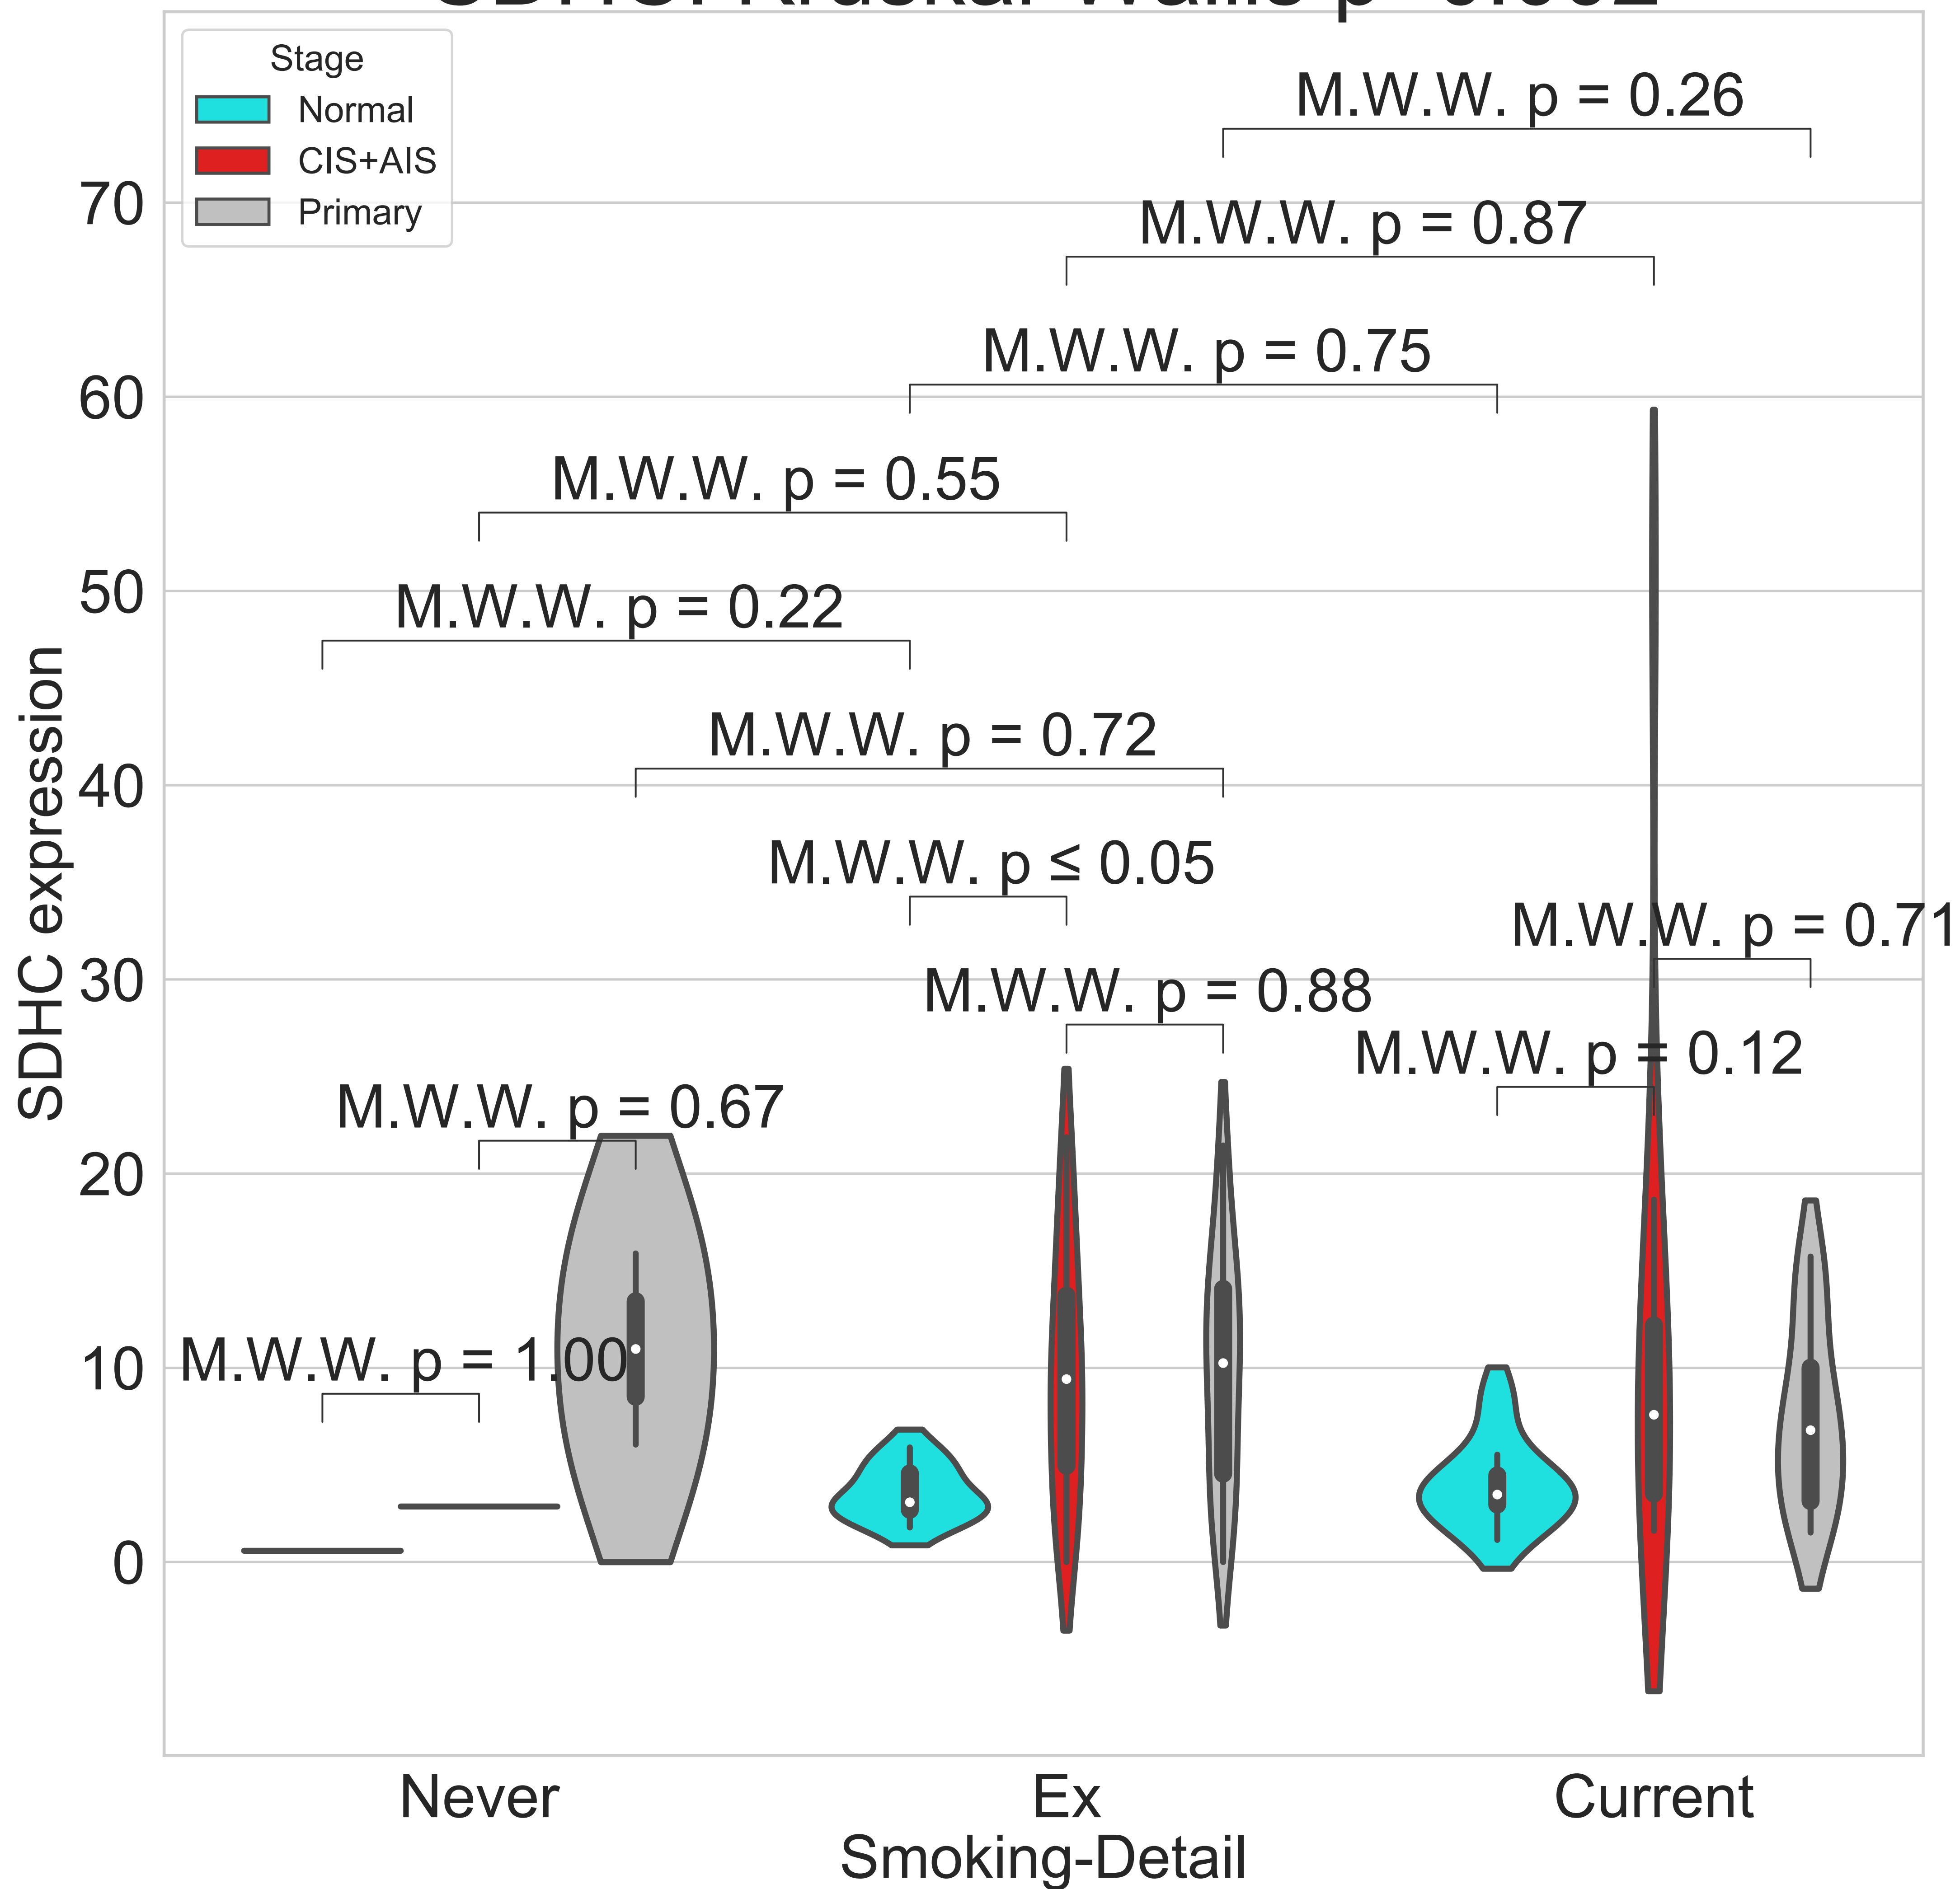 Stage
Normal
CIS+AIS
Primary
M.W.W. p = 0.26
M.W.W. p = 0.87
M.W.W. p = 0.75
M.W.W. p = 0.55
M.W.W. p = 0.22
M.W.W. p = 0.72
M.W.W. p ≤ 0.05
M.W.W. p = 0.71
M.W.W. p = 0.88
M.W.W. p = 0.12
M.W.W. p = 0.67
M.W.W. p = 1.00
70
60
50
40
30
20
10
0
SDHC expression
Never
Ex
Current
Smoking-Detail